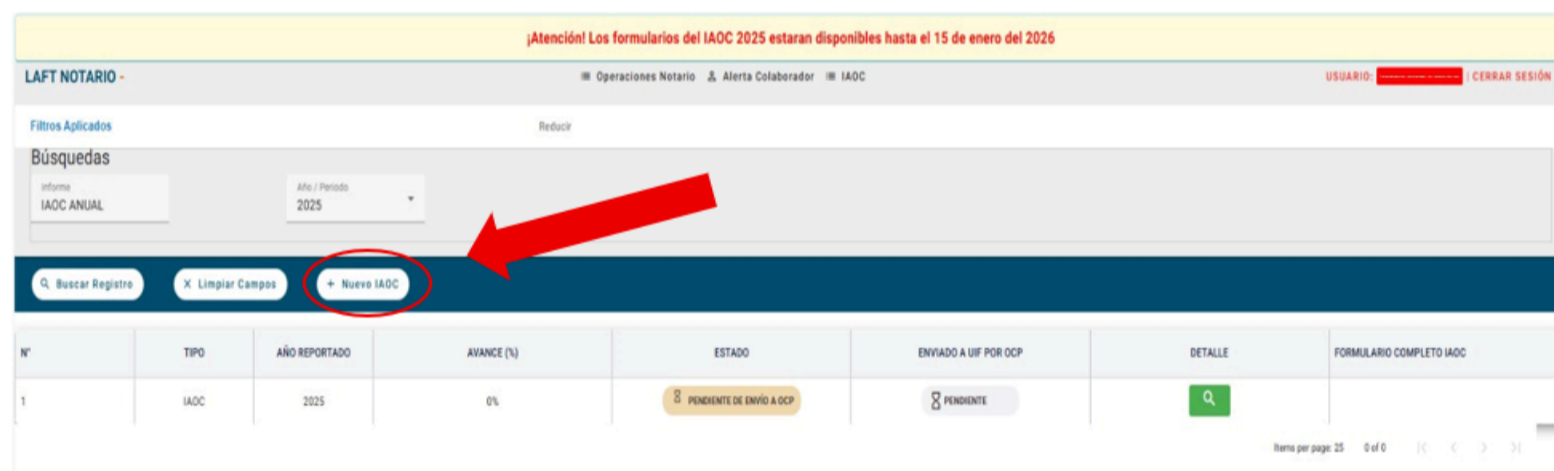 ¡Atención! Los formularios del IAOC 2025 estaran disponibles hasta el 15 de enero del 2026
LAFT NOTARIO - Operaciones Notario Alerta Colaborador IAOC USUARIO: | CERRAR SESIÓN
Filtros Aplicados Reducir
Búsquedas
Informe Año / Periodo
IAOC ANUAL 2025
Buscar Registro X Limpiar Campos + Nuevo IAOC
N° TIPO AÑO REPORTADO AVANCE (%) ESTADO ENVIADO A UIF POR OCP DETALLE FORMULARIO COMPLETO IAOC
1 IAOC 2025 0% PENDIENTE DE ENVÍO A OCP PENDIENTE
Items per page: 25 0 of 0 |< < > >|